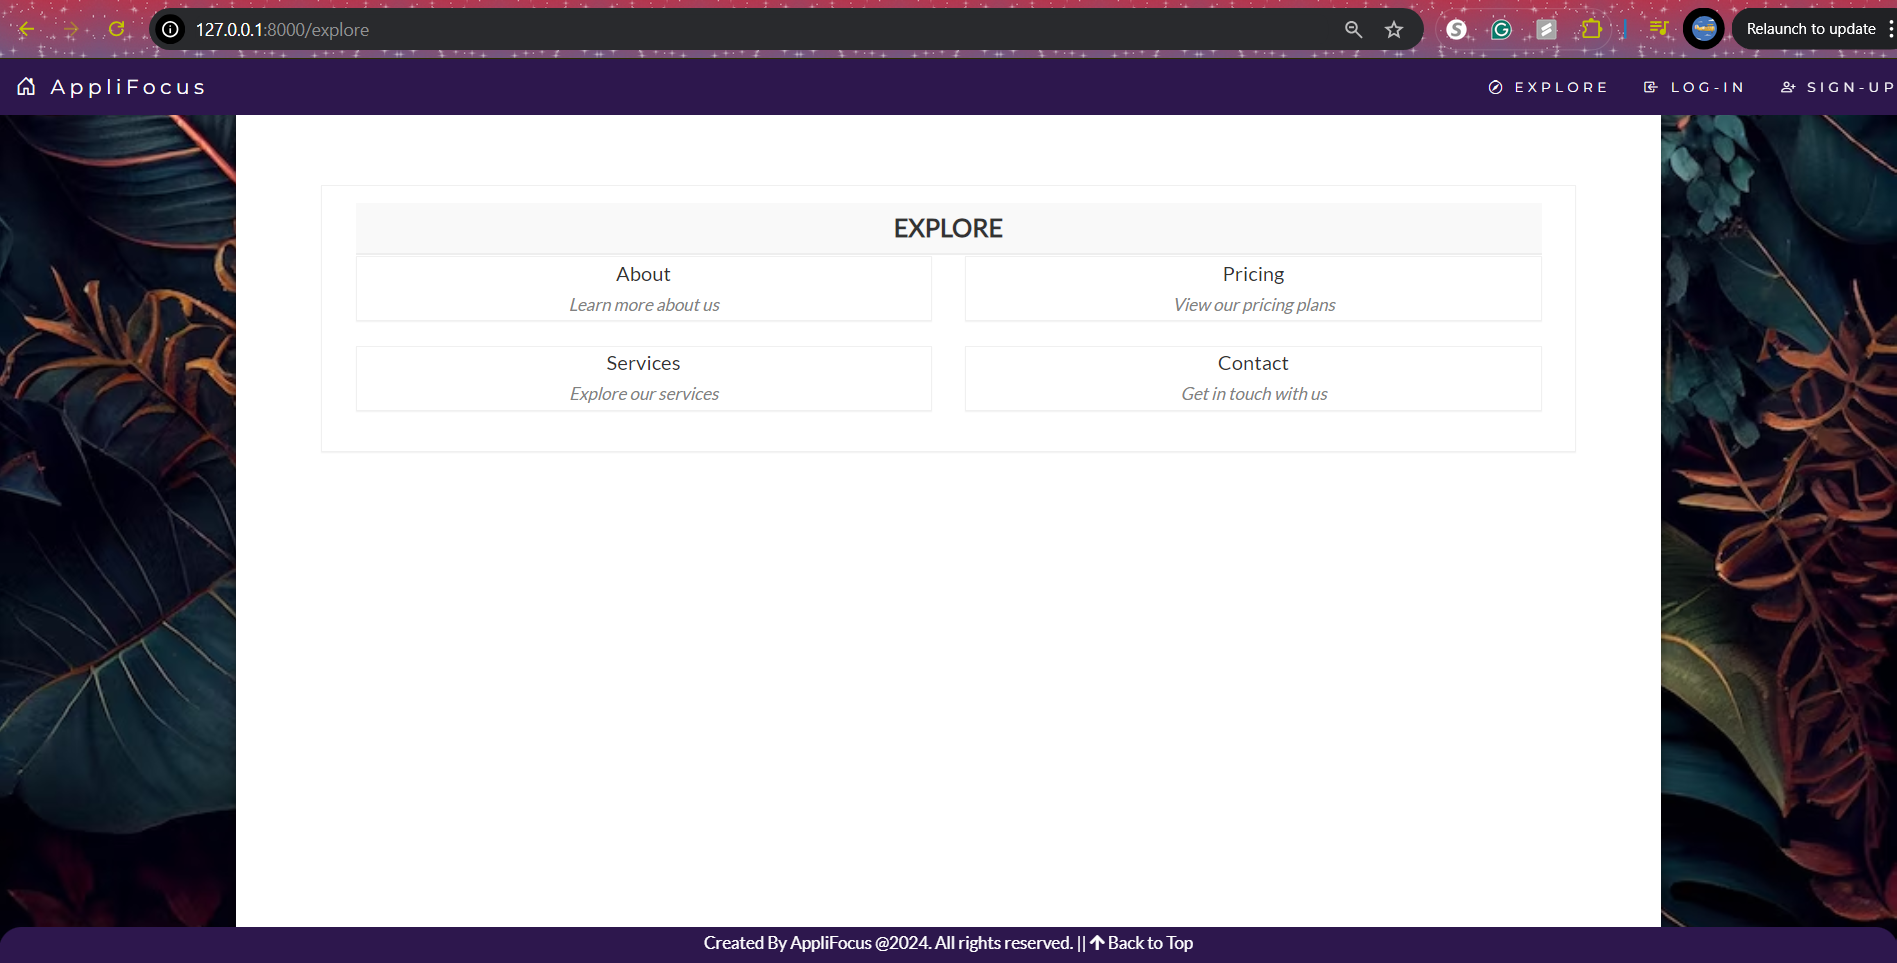 127.0.0.1:8000/explore
Relaunch to update
AppliFocus
EXPLORE
LOG-IN
SIGN-UP
EXPLORE
About
Learn more about us
Pricing
View our pricing plans
Services
Explore our services
Contact
Get in touch with us
Created By AppliFocus @2024. All rights reserved. || Back to Top